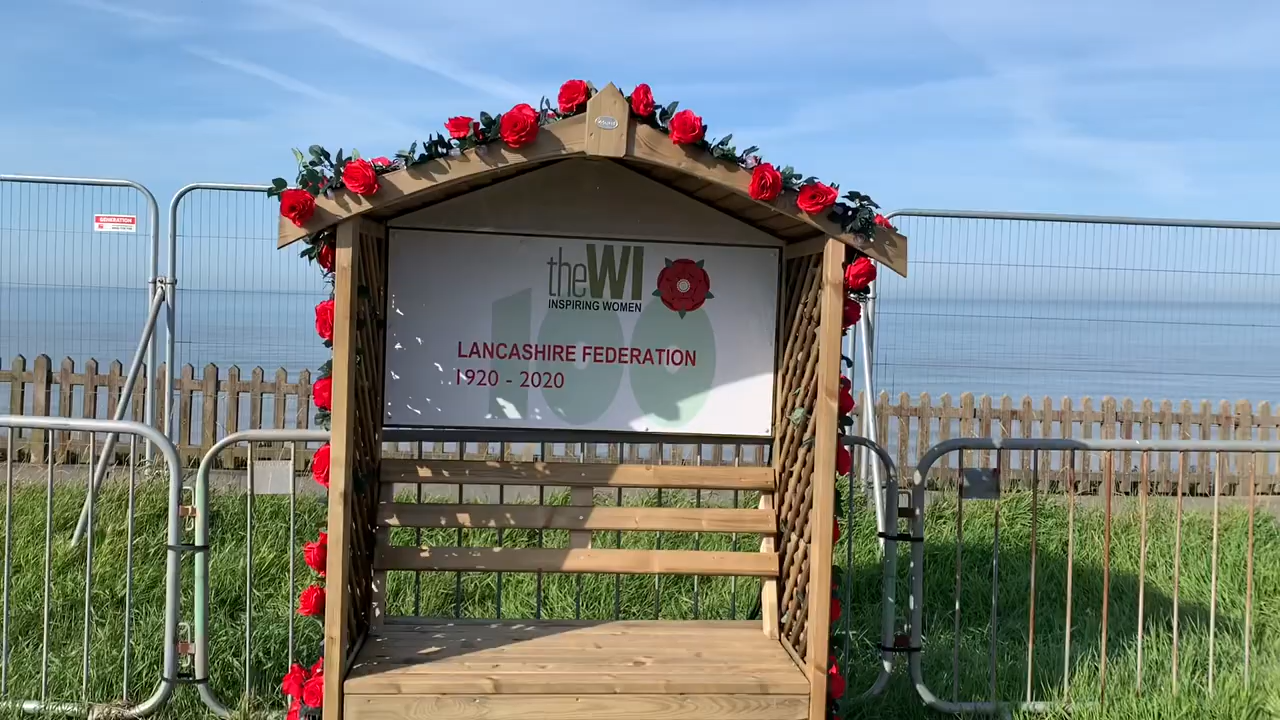 theWI
INSPIRING WOMEN
100
LANCASHIRE FEDERATION
1920 - 2020
GENERATION